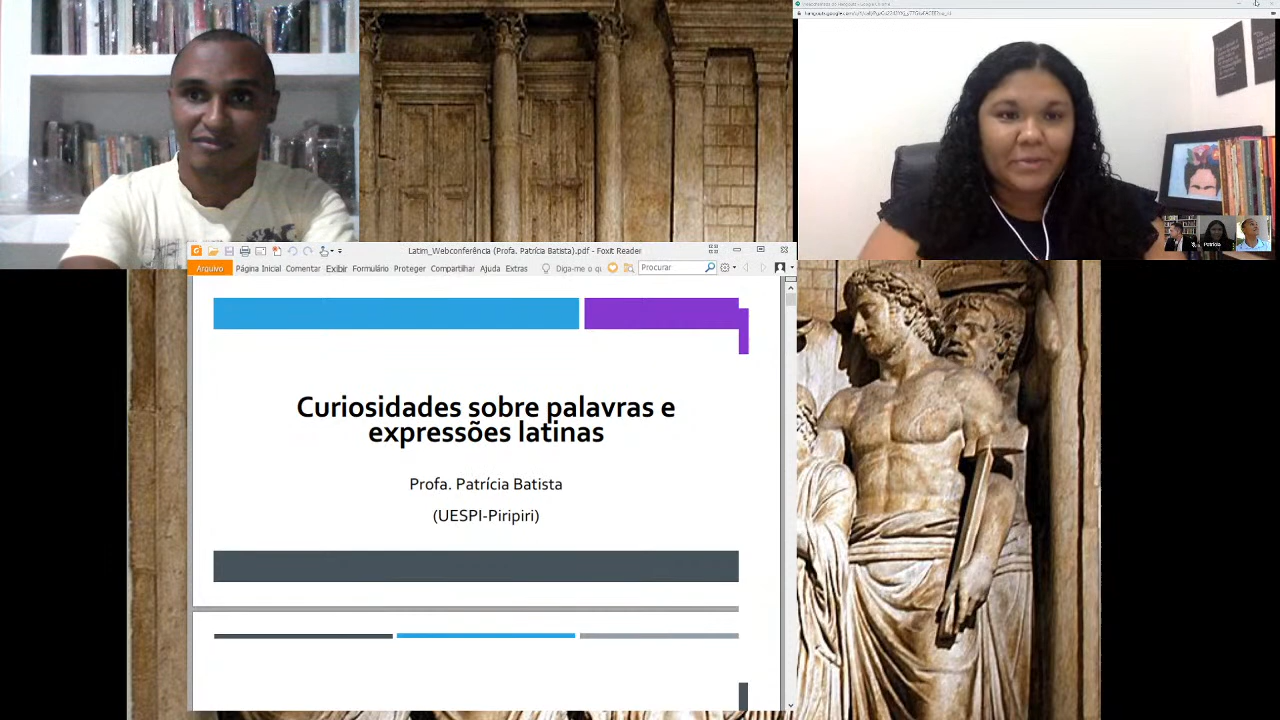 Latim_Webconferência (Profa. Patrícia Batista).pdf - Foxit Reader
Arquivo Página Inicial Comentar Exibir Formulário Proteger Compartilhar Ajuda Extras Diga-me o q Procurar
Curiosidades sobre palavras e
expressões latinas
Profa. Patrícia Batista
(UESPI-Piripiri)
Patrícia